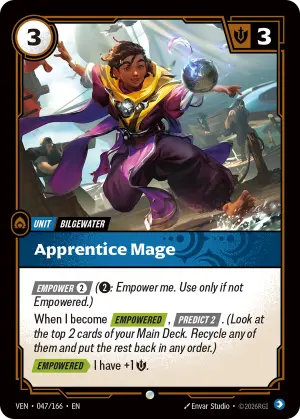 3
3
UNIT BILGEWATER
Apprentice Mage
EMPOWER 2 (2: Empower me. Use only if not
Empowered.)
When I become EMPOWERED, PREDICT 2. (Look at
the top 2 cards of your Main Deck. Recycle any
of them and put the rest back in any order.)
EMPOWERED I have +1
VEN • 047/166 • EN
Envar Studio • ©2026RGI